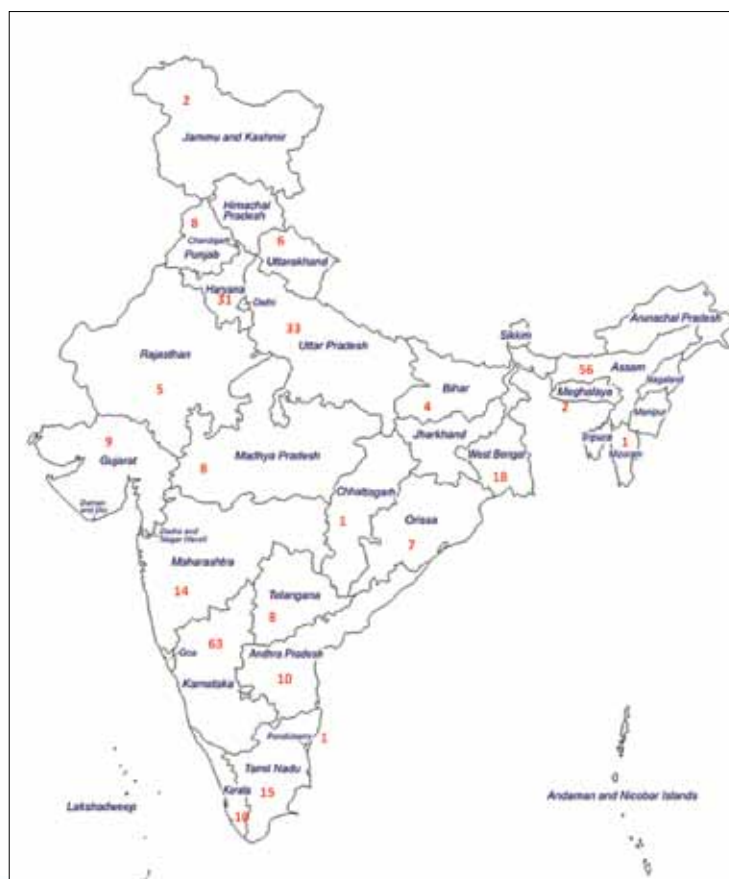 2
Jammu and Kashmir
Himachal
Pradesh
8
Chandigarh
Punjab
6
Uttarakhand
Haryana
31
Delhi
33
Uttar Pradesh
Rajasthan
5
Sikkim
Arunachal Pradesh
56
Assam
Nagaland
Meghalaya
2
Manipur
Tripura
1
Mizoram
Bihar
4
Jharkhand
West Bengal
18
9
Gujarat
8
Madhya Pradesh
Chhattisgarh
1
Orissa
7
Daman
and Diu
Dadra and
Nagar Haveli
Maharashtra
14
Telangana
8
63
Goa
Karnataka
Andhra Pradesh
10
Pondicherry
1
Tamil Nadu
15
Kerala
10
Lakshadweep
Andaman and Nicobar Islands